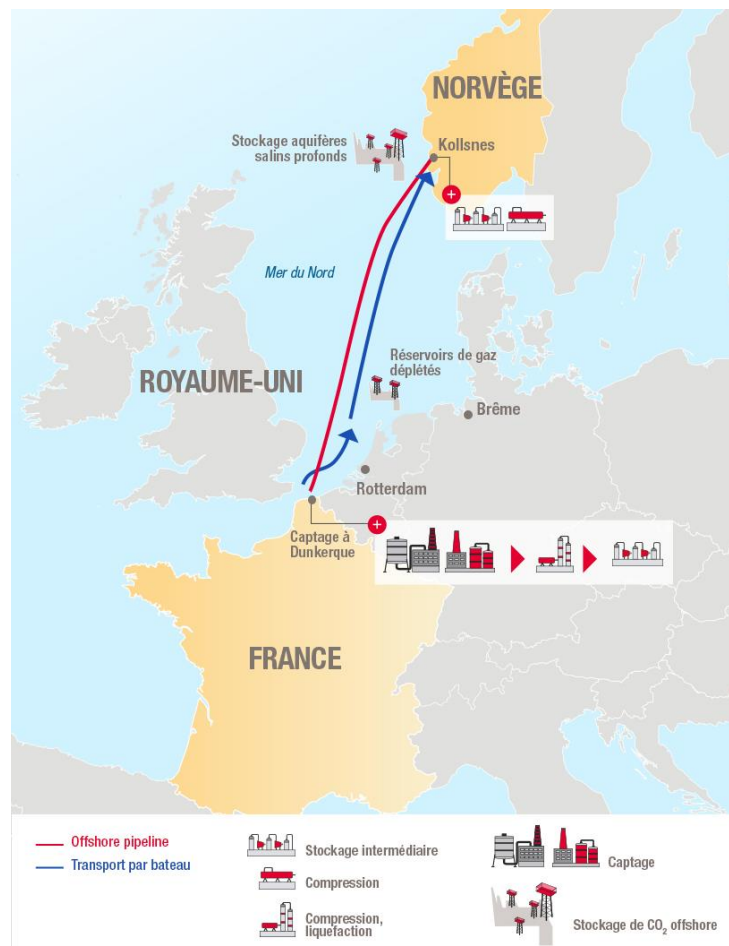 NORVÈGE
Stockage aquifères
salins profonds
Kollsnes
+
Mer du Nord
Réservoirs de gaz
déplétés
ROYAUME-UNI
Brême
Rotterdam
+
Captage à
Dunkerque
FRANCE
Offshore pipeline
Transport par bateau
Stockage intermédiaire
Compression
Compression,
liquefaction
Captage
Stockage de CO₂ offshore